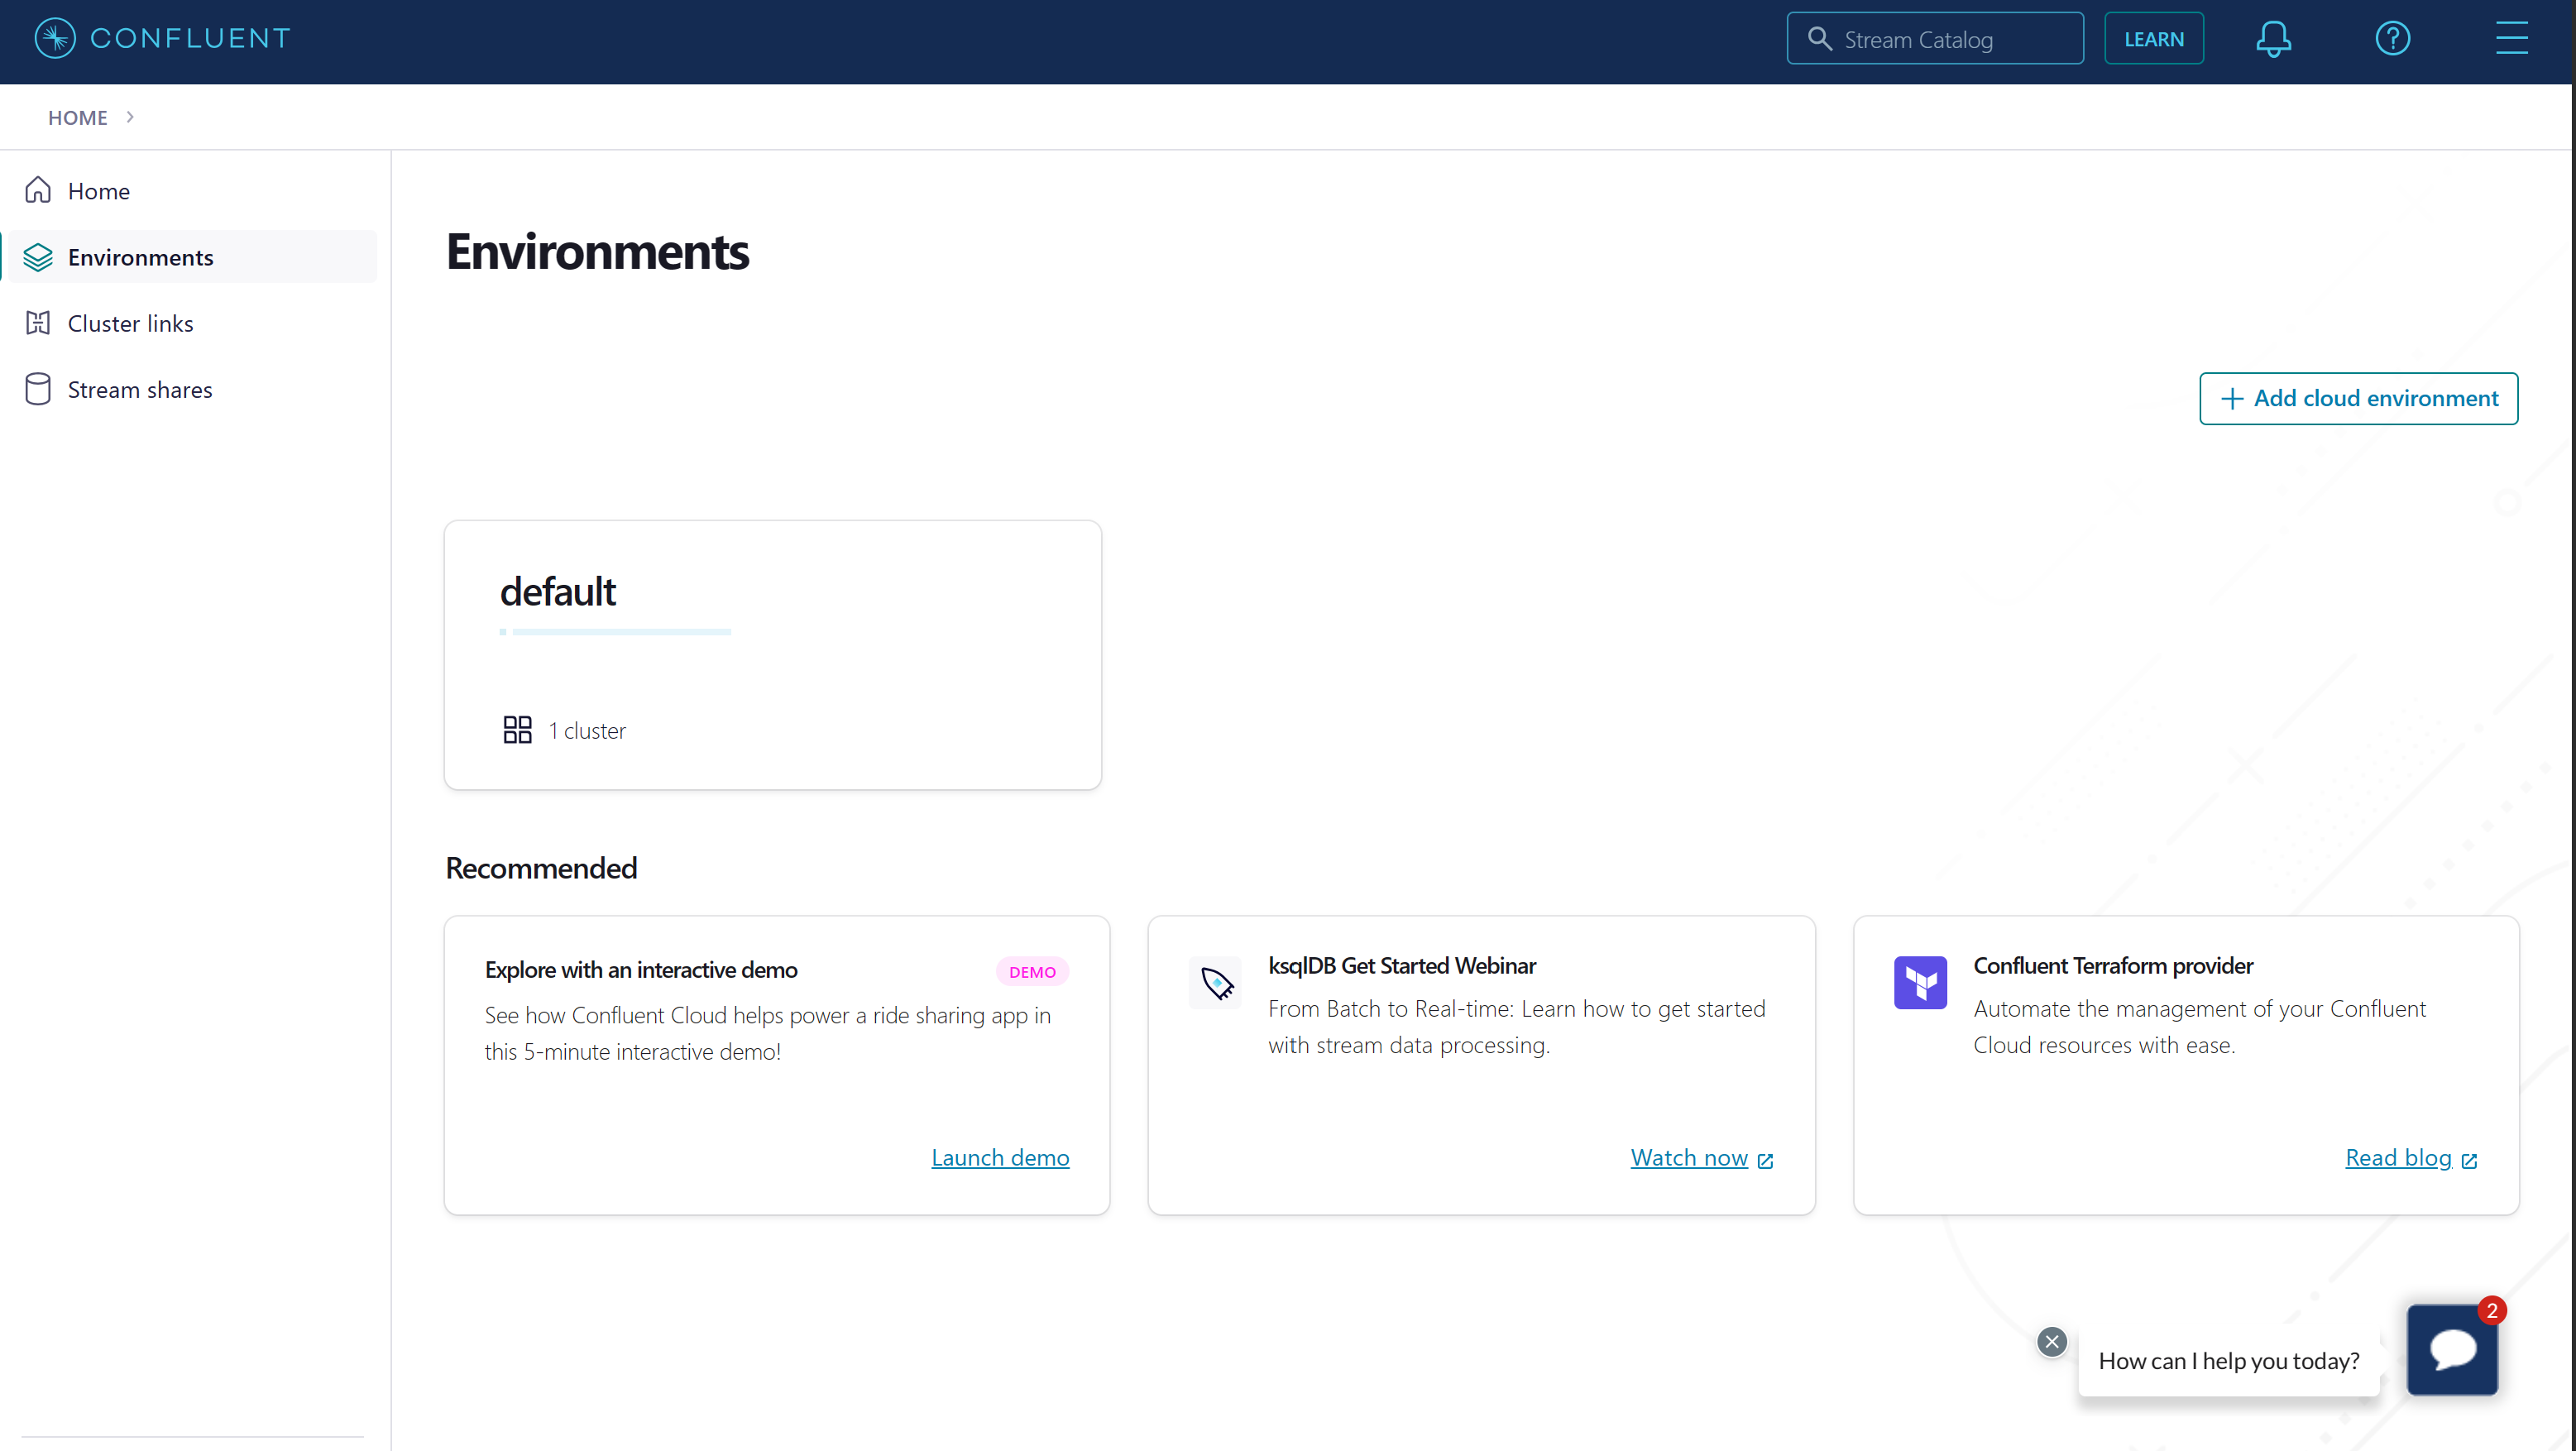 CONFLUENT
Stream Catalog
LEARN
HOME
Home
Environments
Cluster links
Stream shares
Environments
Add cloud environment
default
1 cluster
Recommended
Explore with an interactive demo
DEMO
See how Confluent Cloud helps power a ride sharing app in
this 5-minute interactive demo!
Launch demo
ksqlDB Get Started Webinar
From Batch to Real-time: Learn how to get started
with stream data processing.
Watch now
Confluent Terraform provider
Automate the management of your Confluent
Cloud resources with ease.
Read blog
How can I help you today?
2